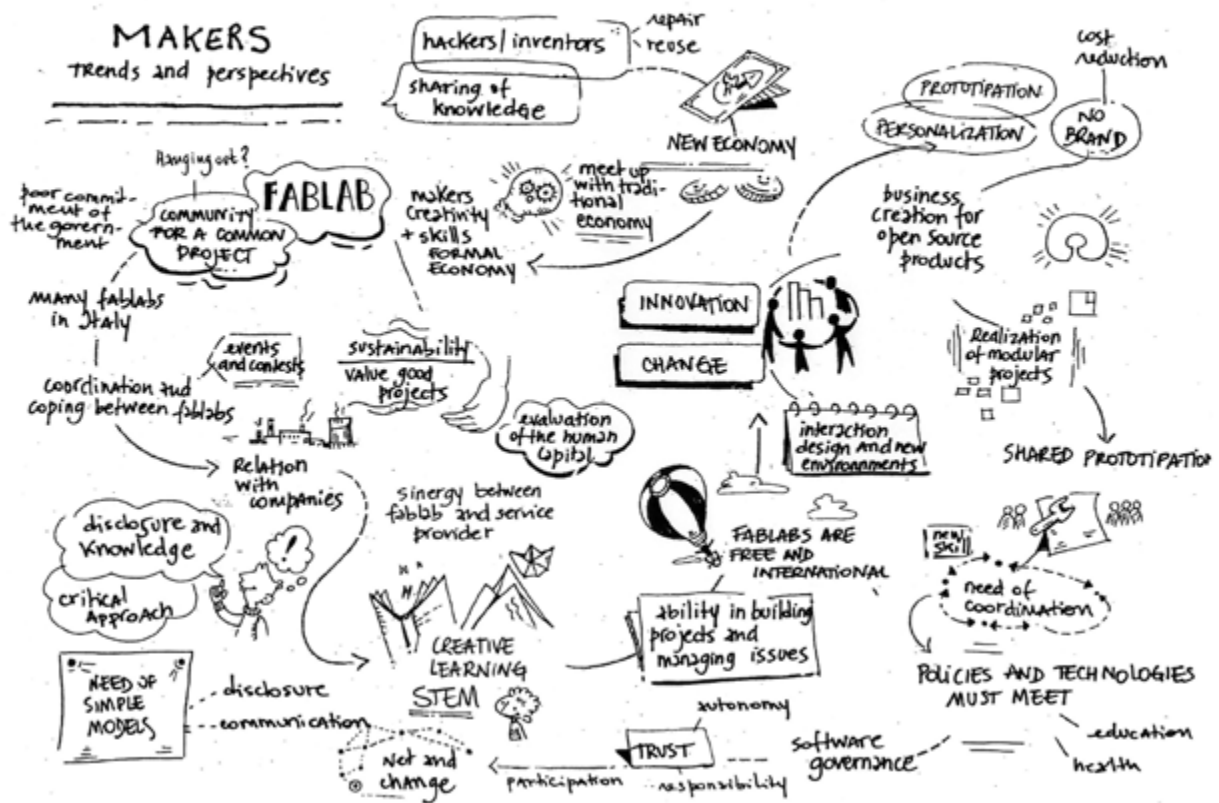 MAKERS
trends and perspectives
hackers/inventors
repair
reuse
sharing of
knowledge
NEW ECONOMY
cost
reduction
PROTOTIPATION
PERSONALIZATION
NO
BRAND
Hanging out?
FABLAB
poor commit-
ment of
the govern-
ment
COMMUNITY
FOR A COMMON
PROJECT
makers
creativity
+ skills
FORMAL
ECONOMY
meet up
with tradi-
tional
economy
business
creation for
open source
products
many fablabs
in Italy
INNOVATION
CHANGE
events
and contests
sustainability
value good
projects
Realization
of modular
projects
coordination and
coping between fablabs
evaluation
of the human
capital
interaction
design and new
environments
SHARED PROTOTIPATION
Relation
with
companies
sinergy between
fablab and service
provider
disclosure and
knowledge
critical
Approach
!
FABLABS ARE
FREE AND
INTERNATIONAL
new
skill
need of
coordination
CREATIVE
LEARNING
STEM
ability in building
projects and
managing issues
POLICIES AND TECHNOLOGIES
MUST MEET
NEED OF
SIMPLE
MODELS
disclosure
communication
autonomy
TRUST
responsibility
software
governance
education
health
Net and
change
participation